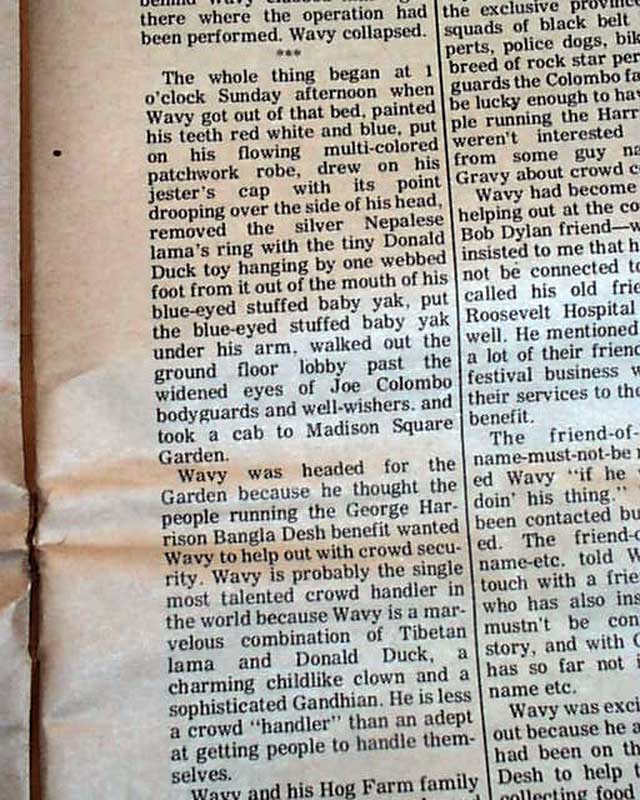 there where the operation had
been performed. Wavy collapsed.
***
The whole thing began at 1
o'clock Sunday afternoon when
Wavy got out of that bed, painted
his teeth red white and blue, put
on his flowing multi-colored
patchwork robe, drew on his
jester's cap with its point
drooping over the side of his head,
removed the silver Nepalese
lama's ring with the tiny Donald
Duck toy hanging by one webbed
foot from it out of the mouth of his
blue-eyed stuffed baby yak, put
the blue-eyed stuffed baby yak
under his arm, walked out the
ground floor lobby past the
widened eyes of Joe Colombo
bodyguards and well-wishers. and
took a cab to Madison Square
Garden.
Wavy was headed for the
Garden because he thought the
people running the George Har-
rison Bangla Desh benefit wanted
Wavy to help out with crowd secu-
rity. Wavy is probably the single
most talented crowd handler in
the world because Wavy is a mar-
velous combination of Tibetan
lama and Donald Duck, a
charming childlike clown and a
sophisticated Gandhian. He is less
a crowd "handler" than an adept
at getting people to handle them-
selves.
Wavy and his Hog Farm family
the exclusive
squads of black belt
perts, police dogs,
breed of rock star
guards the Colombo
be lucky enough to
ple running the
weren't interested
from some guy
Gravy about crowd
Wavy had become
helping out at the
Bob Dylan friend—
insisted to me that
not be connected
called his old
Roosevelt Hospital
well. He mentioned
a lot of their
festival business
their services to
benefit.
The friend-of-
name-must-not-be
ed Wavy "if he
doin' his thing."
been contacted
ed. The
name-etc. told
touch with a
who has also
mustn't be
story, and with
has so far not
name etc.
Wavy was
out because he
had been on
Desh to help
collecting food